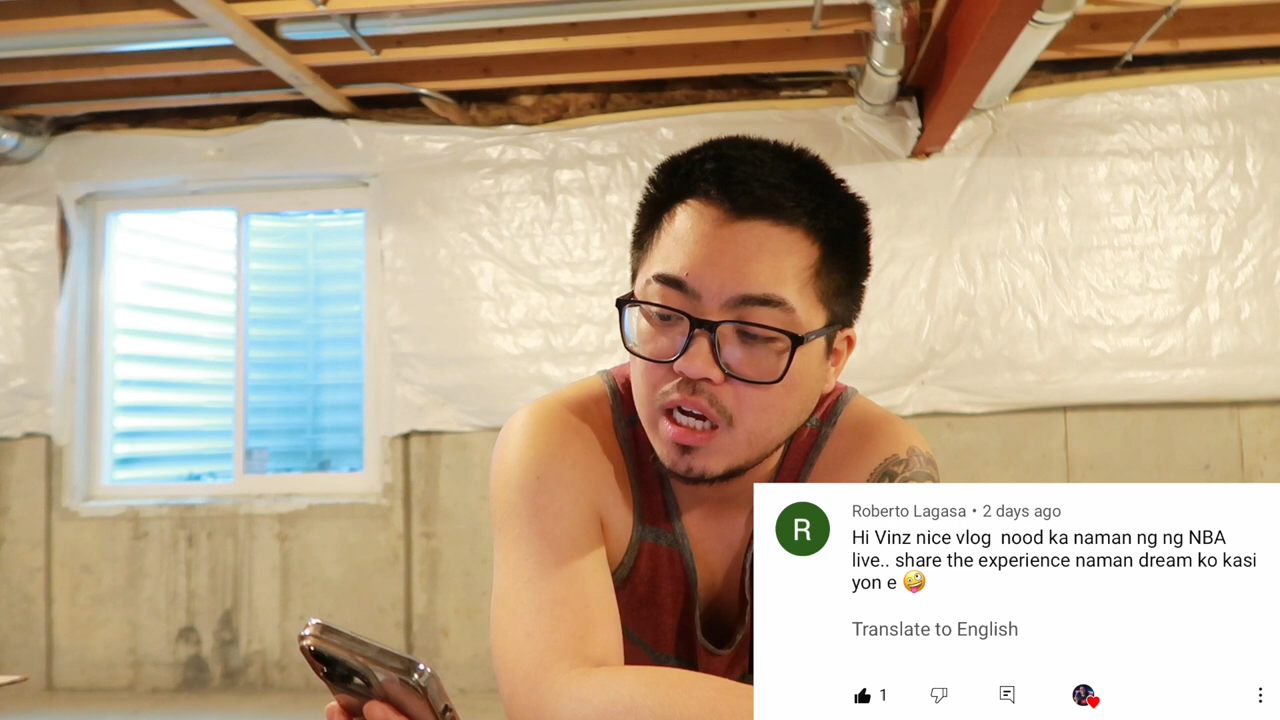 R
Roberto Lagasa • 2 days ago
Hi Vinz nice vlog nood ka naman ng ng NBA
live.. share the experience naman dream ko kasi
yon e 🤪
Translate to English
1